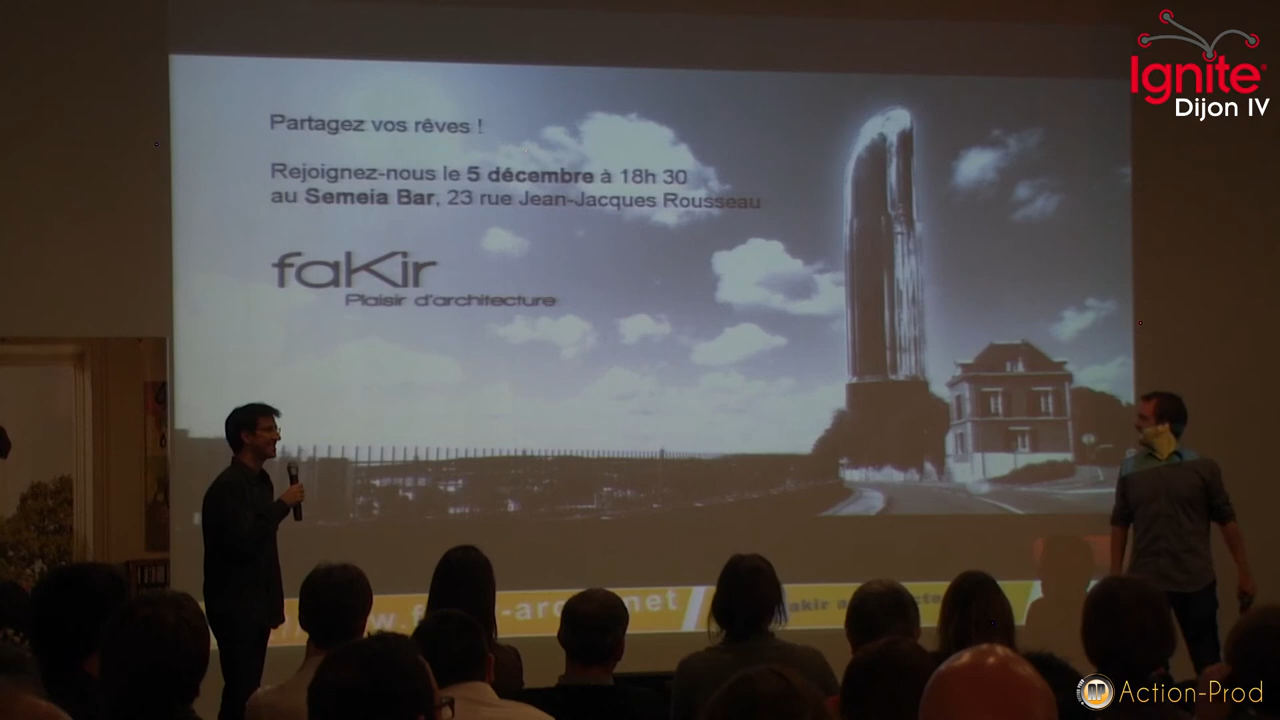 Ignite
Dijon IV
Partagez vos rêves !
Rejoignez-nous le 5 décembre à 18h 30
au Semeia Bar, 23 rue Jean-Jacques Rousseau
faKir
Plaisir d'architecture
Action-Prod